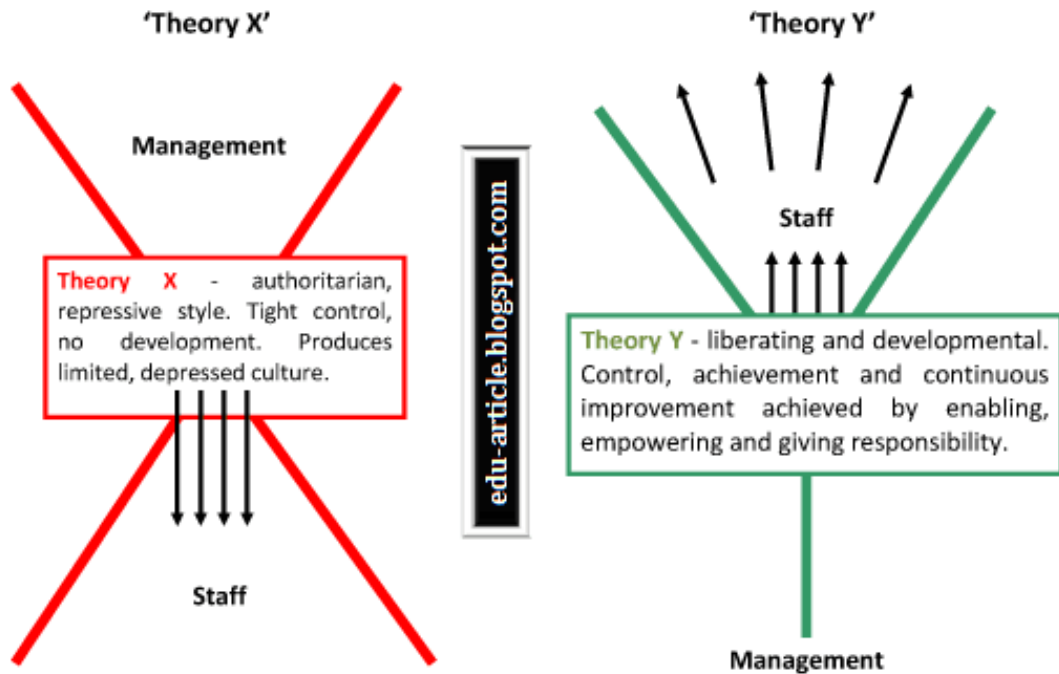 ‘Theory X’
Management
Theory X - authoritarian,
repressive style. Tight control,
no development. Produces
limited, depressed culture.
Staff
edu-article.blogspot.com
‘Theory Y’
Staff
Theory Y - liberating and developmental.
Control, achievement and continuous
improvement achieved by enabling,
empowering and giving responsibility.
Management